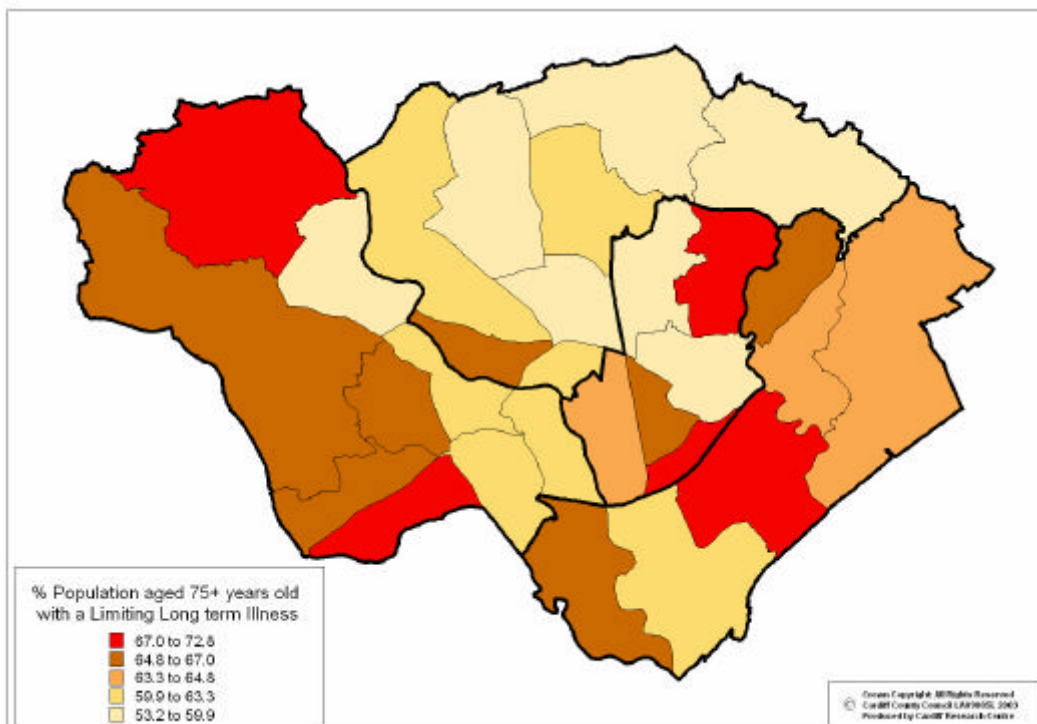 % Population aged 75+ years old
with a Limiting Long term Illness
67.0 to 72.8
64.8 to 67.0
63.3 to 64.8
59.9 to 63.3
53.2 to 59.9
© Crown Copyright All Rights Reserved
Cardiff County Council 2003
Produced by Cardiff Research Centre